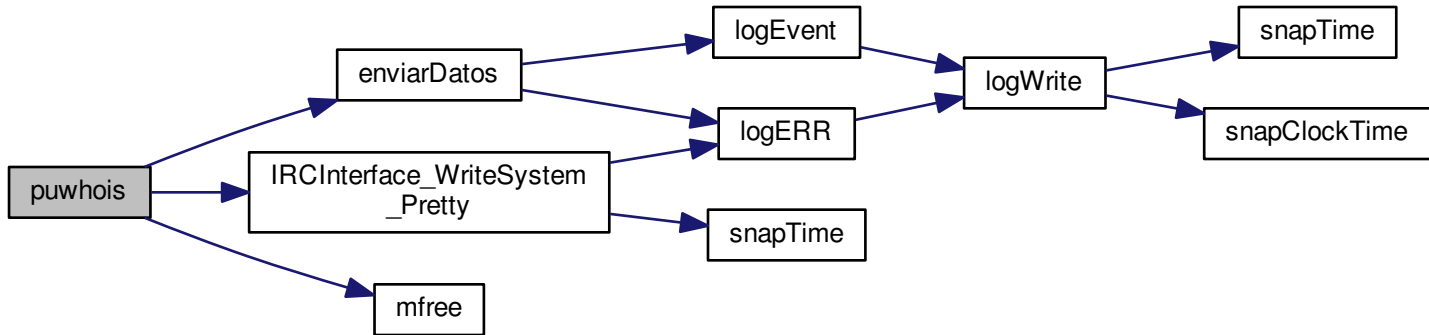 puwhois
enviarDatos
IRCInterface_WriteSystem
_Pretty
mfree
logEvent
logERR
snapTime
logWrite
snapTime
snapClockTime